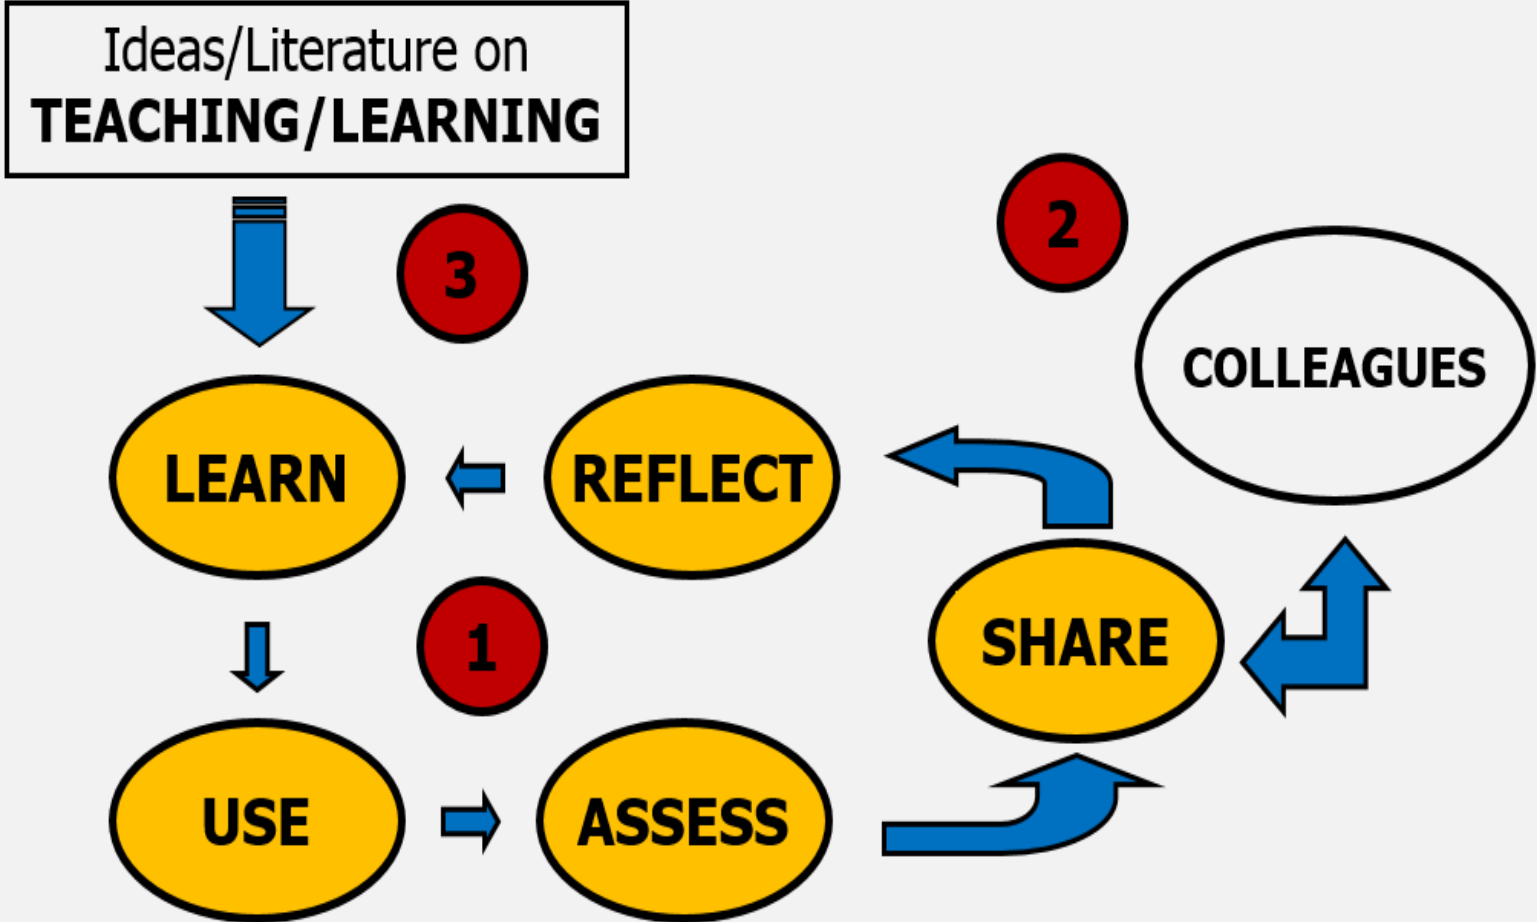 Ideas/Literature on
TEACHING/LEARNING
3
2
COLLEAGUES
LEARN
REFLECT
SHARE
1
USE
ASSESS